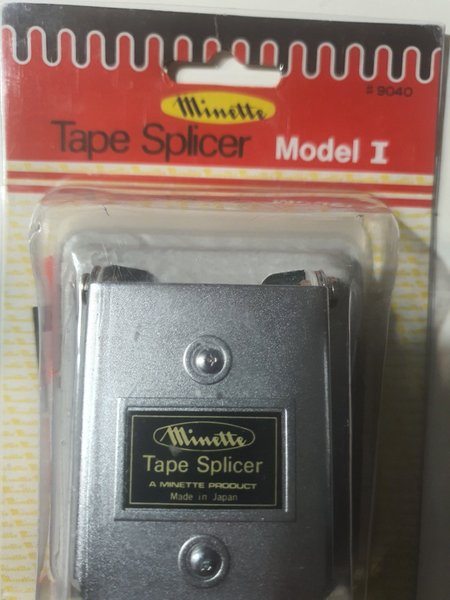 # 9040
Minette
Tape Splicer Model I
Minette
Tape Splicer
A MINETTE PRODUCT
Made in Japan